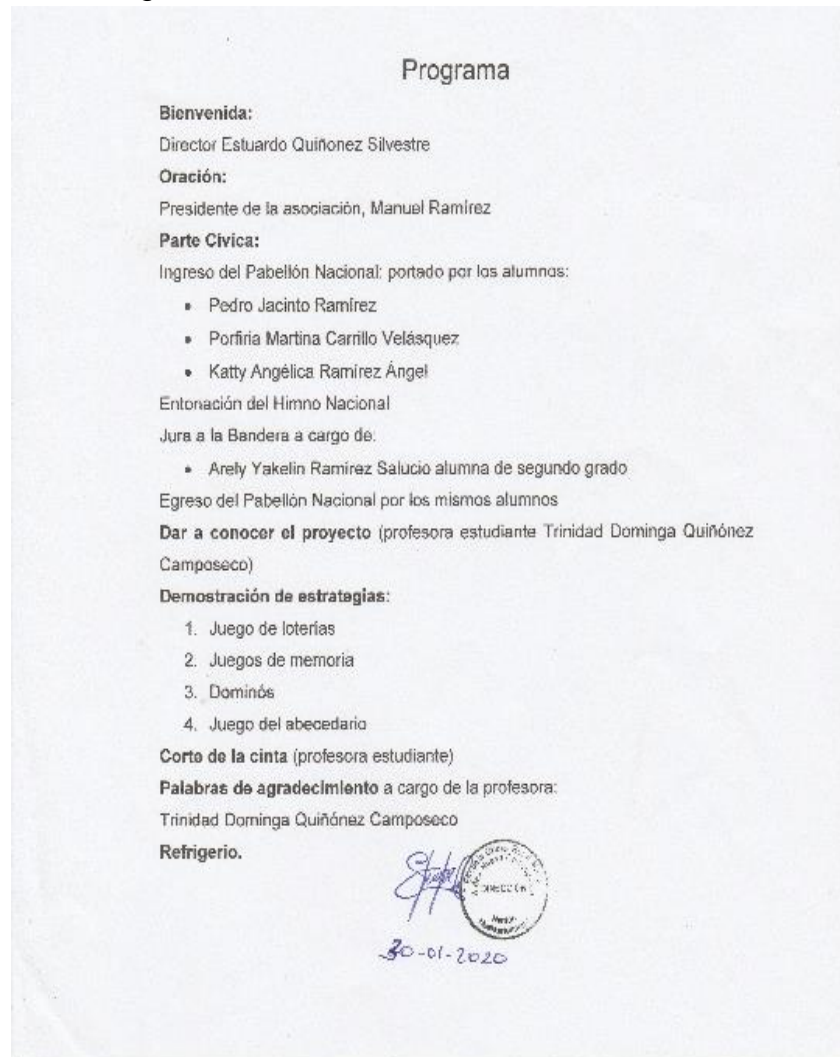 Programa
Bienvenida:
Director Estuardo Quiñonez Silvestre
Oración:
Presidente de la asociación, Manuel Ramírez
Parte Cívica:
Ingreso del Pabellón Nacional: portado por los alumnos:
• Pedro Jacinto Ramírez
• Porfiria Martina Carrillo Velásquez
• Katty Angélica Ramírez Ángel
Entonación del Himno Nacional
Jura a la Bandera a cargo de:
• Arely Yakelin Ramírez Salucio alumna de segundo grado
Egreso del Pabellón Nacional por los mismos alumnos
Dar a conocer el proyecto (profesora estudiante Trinidad Dominga Quiñónez
Camposeco)
Demostración de estrategias:
1. Juego de loterías
2. Juegos de memoria
3. Dominós
4. Juego del abecedario
Corte de la cinta (profesora estudiante)
Palabras de agradecimiento a cargo de la profesora:
Trinidad Dominga Quiñónez Camposeco
Refrigerio.
DIRECCIÓN
30-01-2020